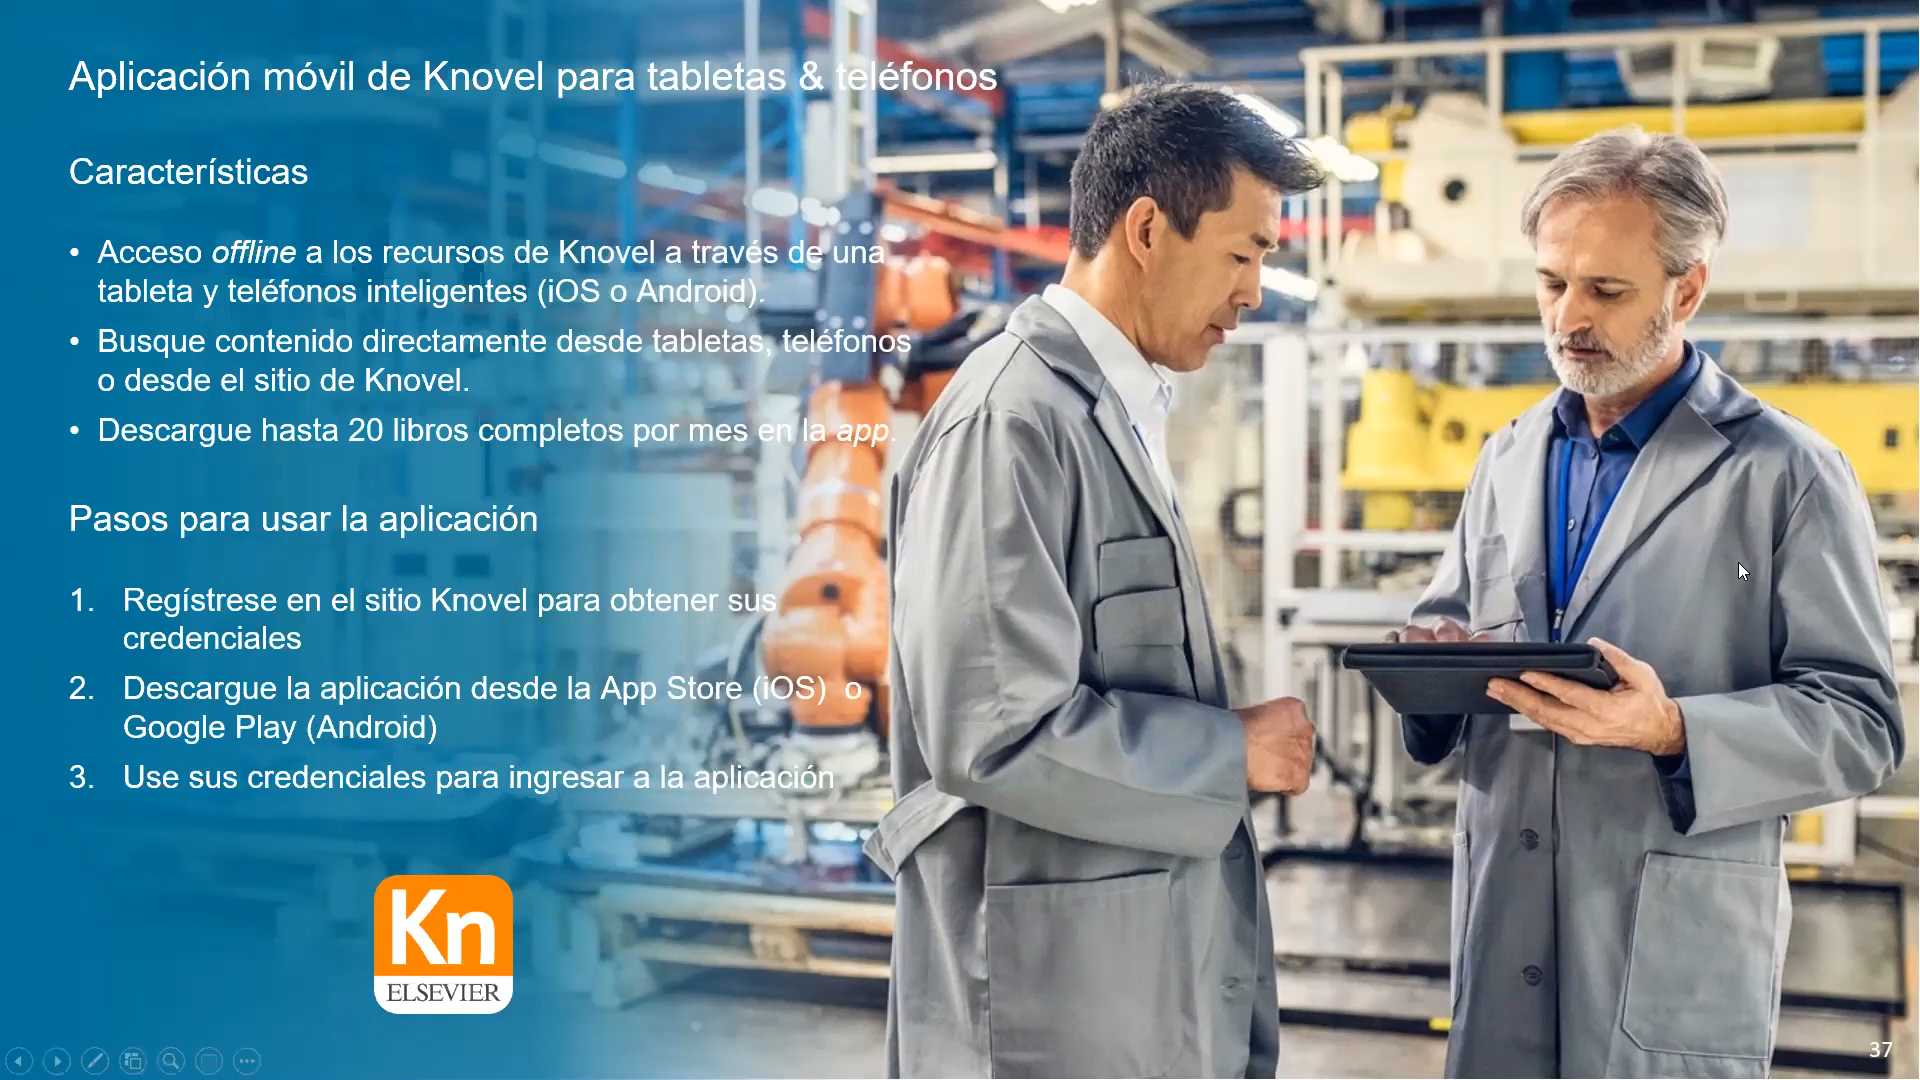 Aplicación móvil de Knovel para tabletas & teléfonos
Características
• Acceso offline a los recursos de Knovel a través de una
tableta y teléfonos inteligentes (iOS o Android).
• Busque contenido directamente desde tabletas, teléfonos
o desde el sitio de Knovel.
• Descargue hasta 20 libros completos por mes en la app.
Pasos para usar la aplicación
1. Regístrese en el sitio Knovel para obtener sus
credenciales
2. Descargue la aplicación desde la App Store (iOS) o
Google Play (Android)
3. Use sus credenciales para ingresar a la aplicación
Kn
ELSEVIER
37